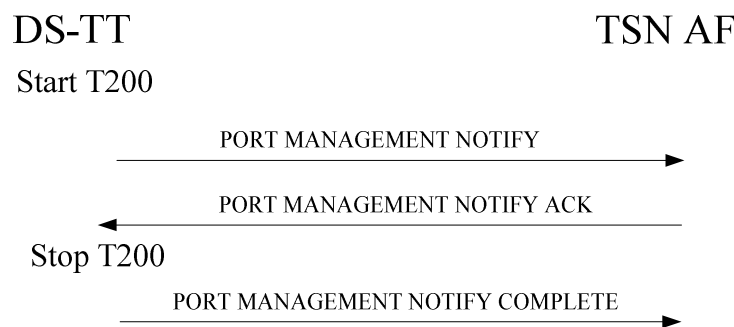 DS-TT TSN AF
Start T200
PORT MANAGEMENT NOTIFY
PORT MANAGEMENT NOTIFY ACK
Stop T200
PORT MANAGEMENT NOTIFY COMPLETE